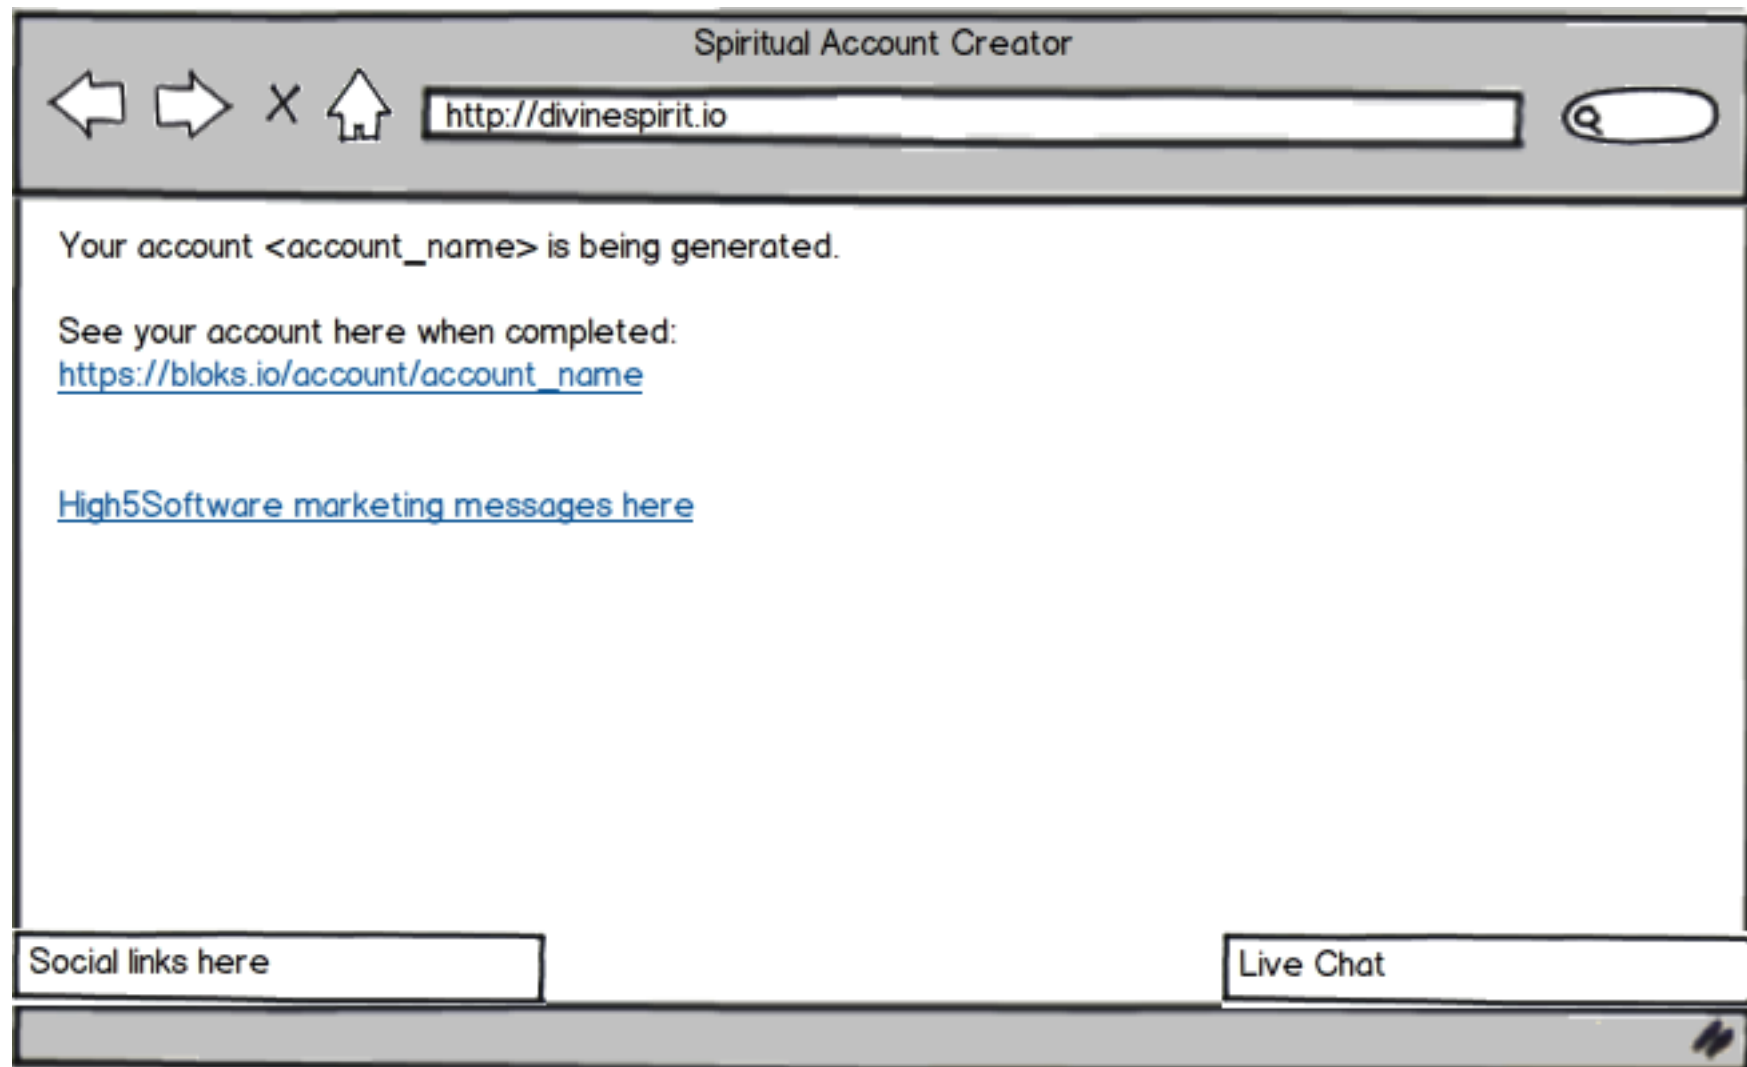 Spiritual Account Creator
http://divinespirit.io
Your account <account_name> is being generated.
See your account here when completed:
https://bloks.io/account/account_name
High5Software marketing messages here
Social links here
Live Chat